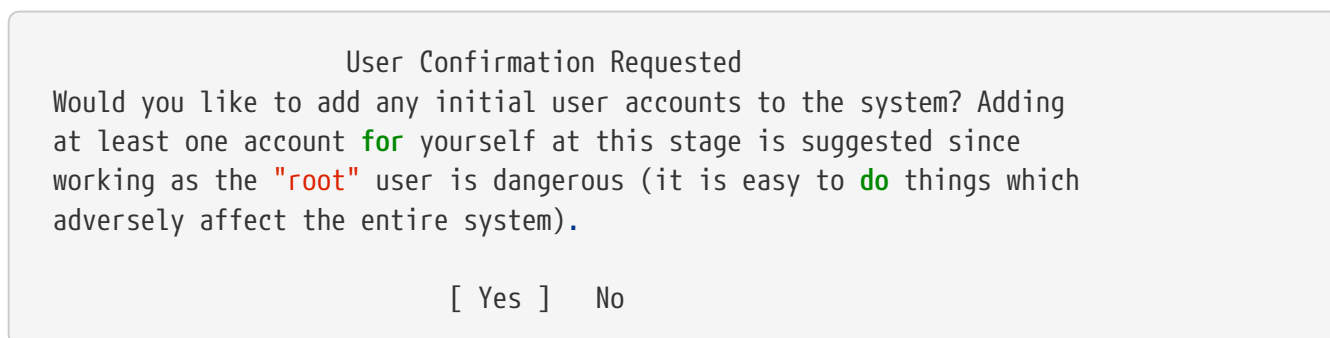 User Confirmation Requested
Would you like to add any initial user accounts to the system? Adding
at least one account for yourself at this stage is suggested since
working as the "root" user is dangerous (it is easy to do things which
adversely affect the entire system).
[ Yes ] No